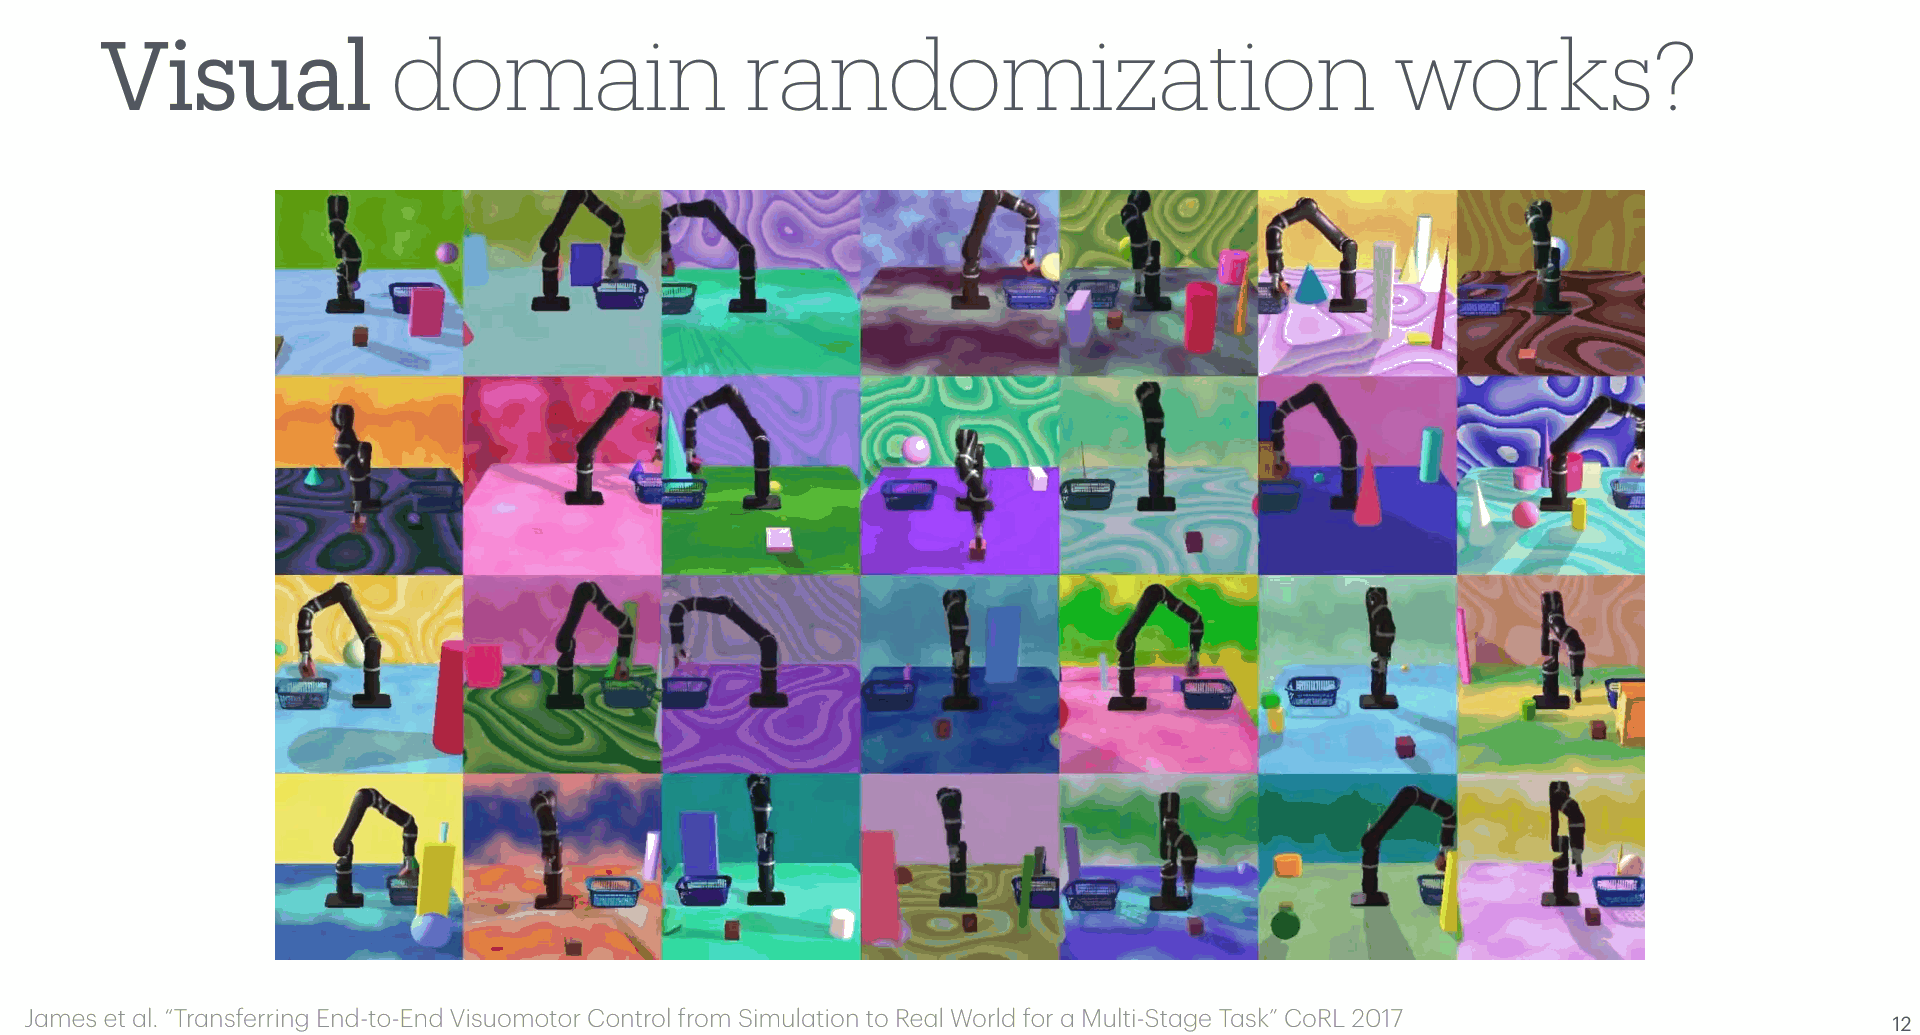 Visual domain randomization works?
James et al. “Transferring End-to-End Visuomotor Control from Simulation to Real World for a Multi-Stage Task” CoRL 2017
12